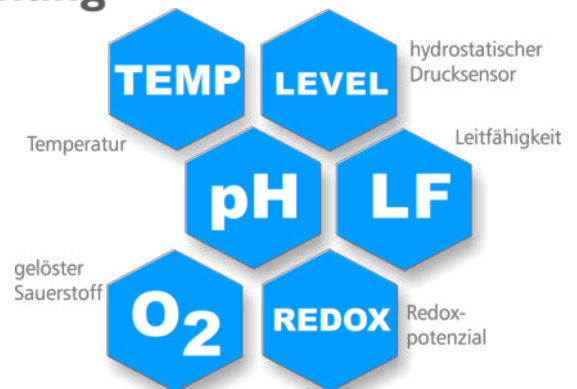 TEMP
LEVEL
hydrostatischer
Drucksensor
Temperatur
Leitfähigkeit
pH
LF
gelöster
Sauerstoff
O2
REDOX
Redox-
potenzial